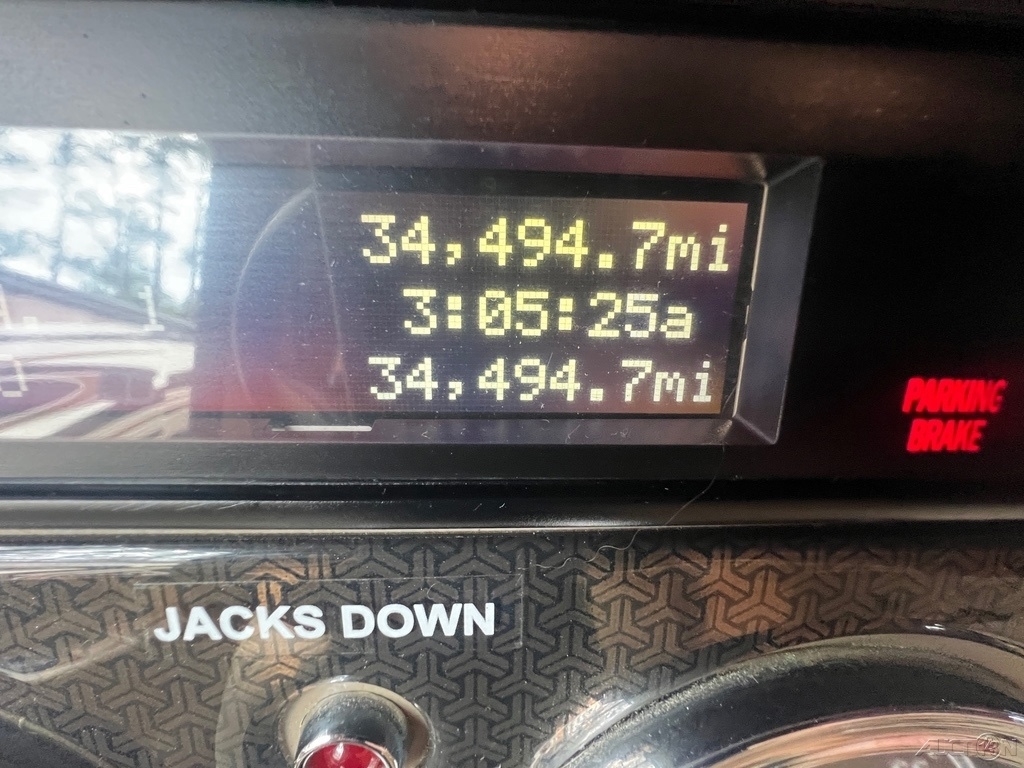 34,494.7mi
3:05:25a
34,494.7mi
PARKING
BRAKE
JACKS DOWN